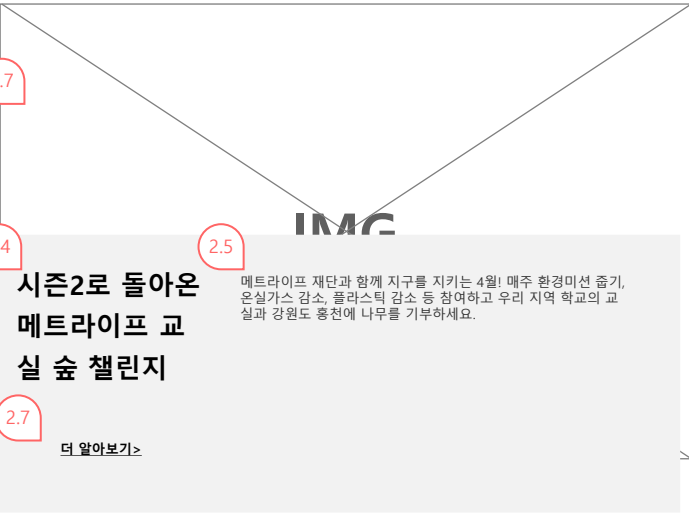 .7
IMG
4
2.5
시즌2로 돌아온
메트라이프 교
실 숲 챌린지
메트라이프 재단과 함께 지구를 지키는 4월! 매주 환경미션 줍기,
온실가스 감소, 플라스틱 감소 등 참여하고 우리 지역 학교의 교
실과 강원도 홍천에 나무를 기부하세요.
2.7
더 알아보기>